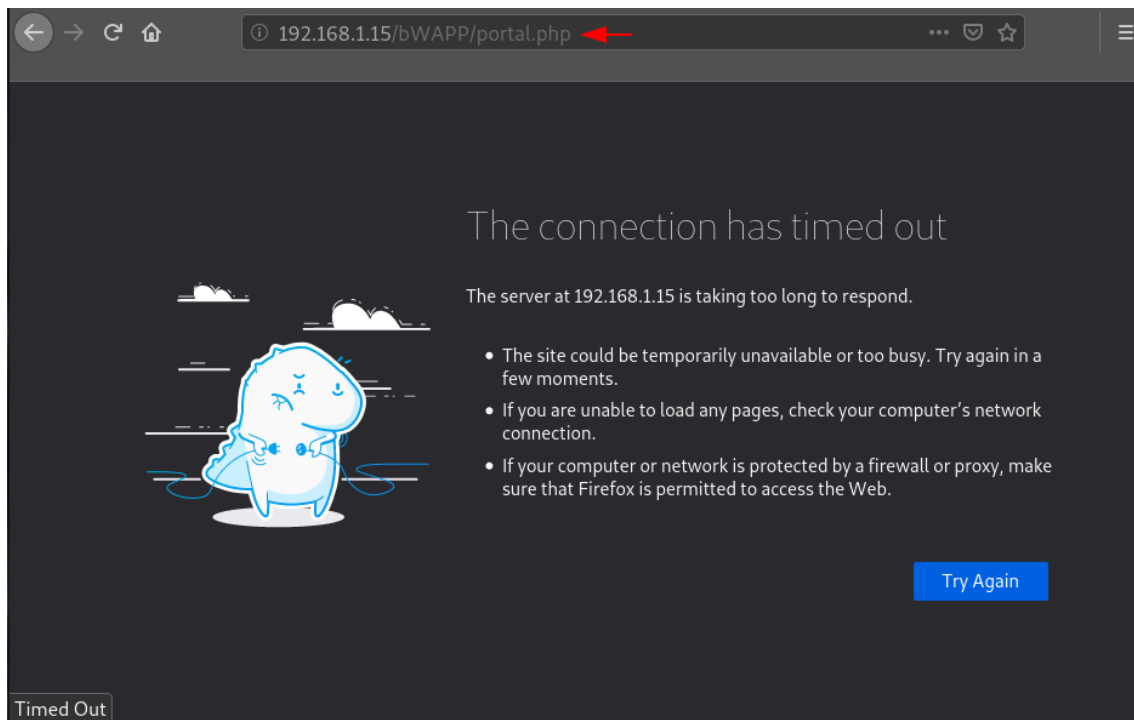 192.168.1.15/bWAPP/portal.php
The connection has timed out
The server at 192.168.1.15 is taking too long to respond.
The site could be temporarily unavailable or too busy. Try again in a
few moments.
If you are unable to load any pages, check your computer's network
connection.
If your computer or network is protected by a firewall or proxy, make
sure that Firefox is permitted to access the Web.
Try Again
Timed Out